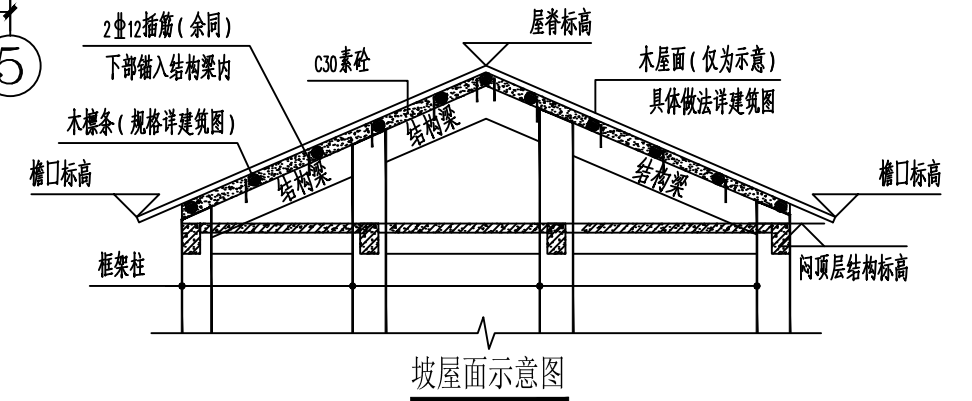 5
2⌀12插筋(余同)
下部锚入结构梁内
木檩条(规格详建筑图)
檐口标高
C30素砼
屋脊标高
木屋面(仅为示意)
具体做法详建筑图
檐口标高
结构梁
结构梁
结构梁
框架柱
闷顶层结构标高
坡屋面示意图